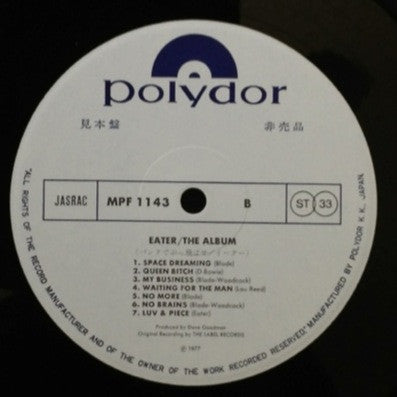 polydor
見本盤 非売品
JASRAC MPF 1143 B ST 33
EATER/THE ALBUM
1. SPACE DREAMING (Blade)
2. QUEEN BITCH (D·Bowie)
3. MY BUSINESS (Blade-Woodcock)
4. WAITING FOR THE MAN (Lou Reed)
5. NO MORE (Blade)
6. NO BRAINS (Blade-Woodcock)
7. LUV & PIECE (Eater)
Produced by Dave Goodman
Original Recording by THE LABEL RECORDS
℗ 1977
"ALL RIGHTS OF THE RECORD MANUFACTURER AND OF THE OWNER OF THE WORK RECORDED RESERVED." MANUFACTURED BY POLYDOR K.K., JAPAN